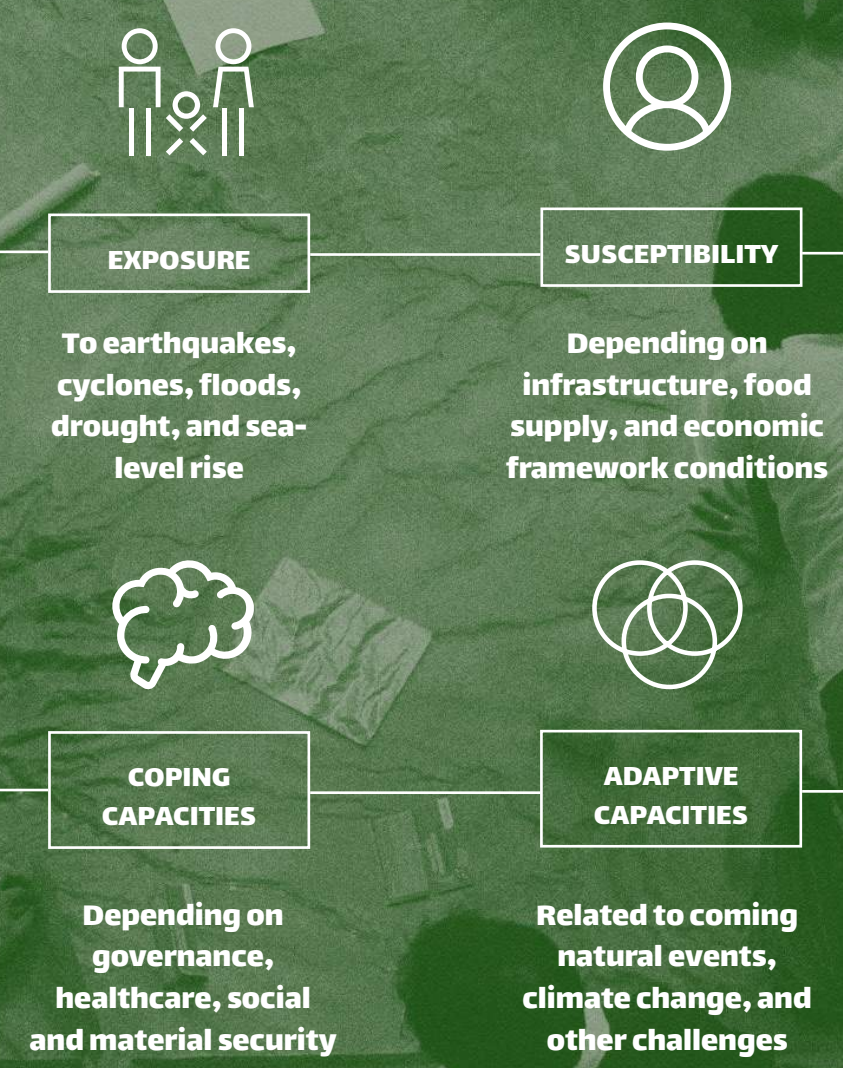 EXPOSURE
To earthquakes,
cyclones, floods,
drought, and sea-
level rise
SUSCEPTIBILITY
Depending on
infrastructure, food
supply, and economic
framework conditions
COPING
CAPACITIES
Depending on
governance,
healthcare, social
and material security
ADAPTIVE
CAPACITIES
Related to coming
natural events,
climate change, and
other challenges